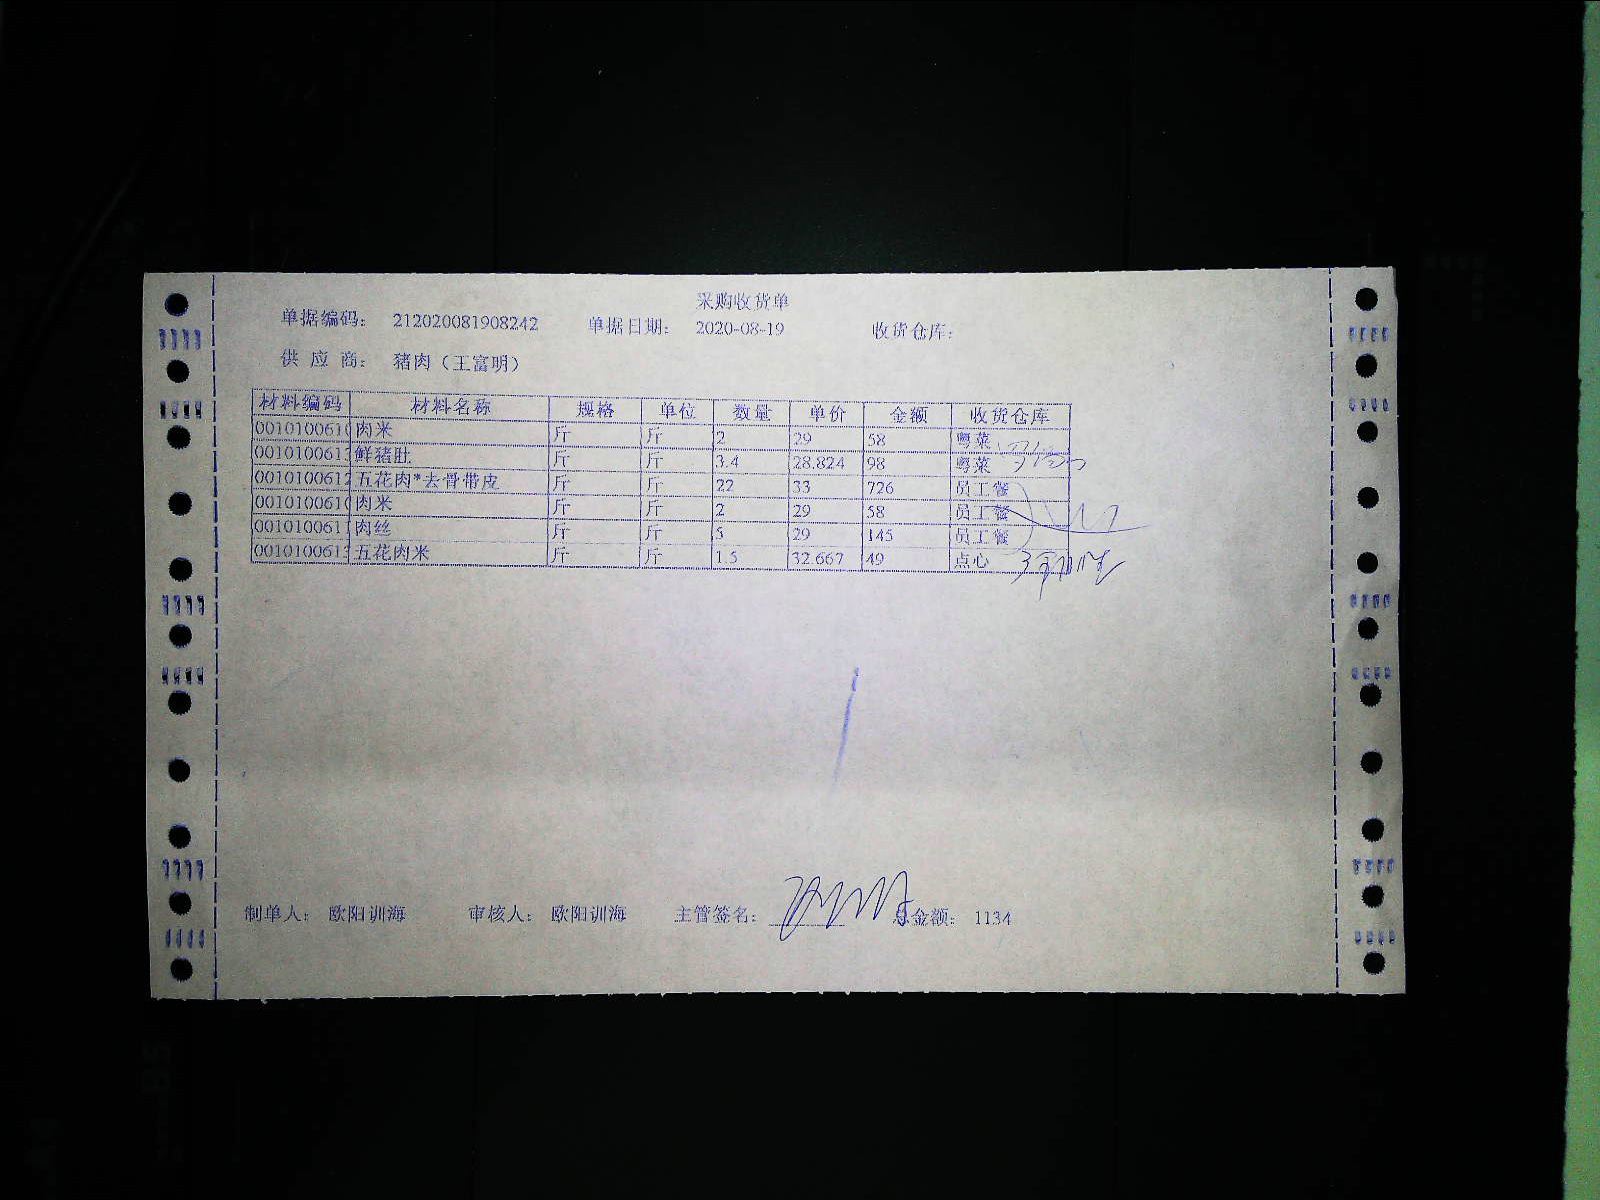 采购收货单
单据编码： 212020081908242 单据日期： 2020-08-19 收货仓库：
供 应 商： 猪肉（王富明）
材料编码 材料名称 规格 单位 数量 单价 金额 收货仓库
001010061 肉米 斤 斤 2 29 58 粤菜
001010061 鲜猪肚 斤 斤 3.4 28.824 98 粤菜
001010061 五花肉*去骨带皮 斤 斤 22 33 726 员工餐
001010061 肉米 斤 斤 2 29 58 员工餐
001010061 肉丝 斤 斤 5 29 145 员工餐
001010061 五花肉米 斤 斤 1.5 32.667 49 点心
制单人： 欧阳训海 审核人： 欧阳训海 主管签名： 总金额： 1134